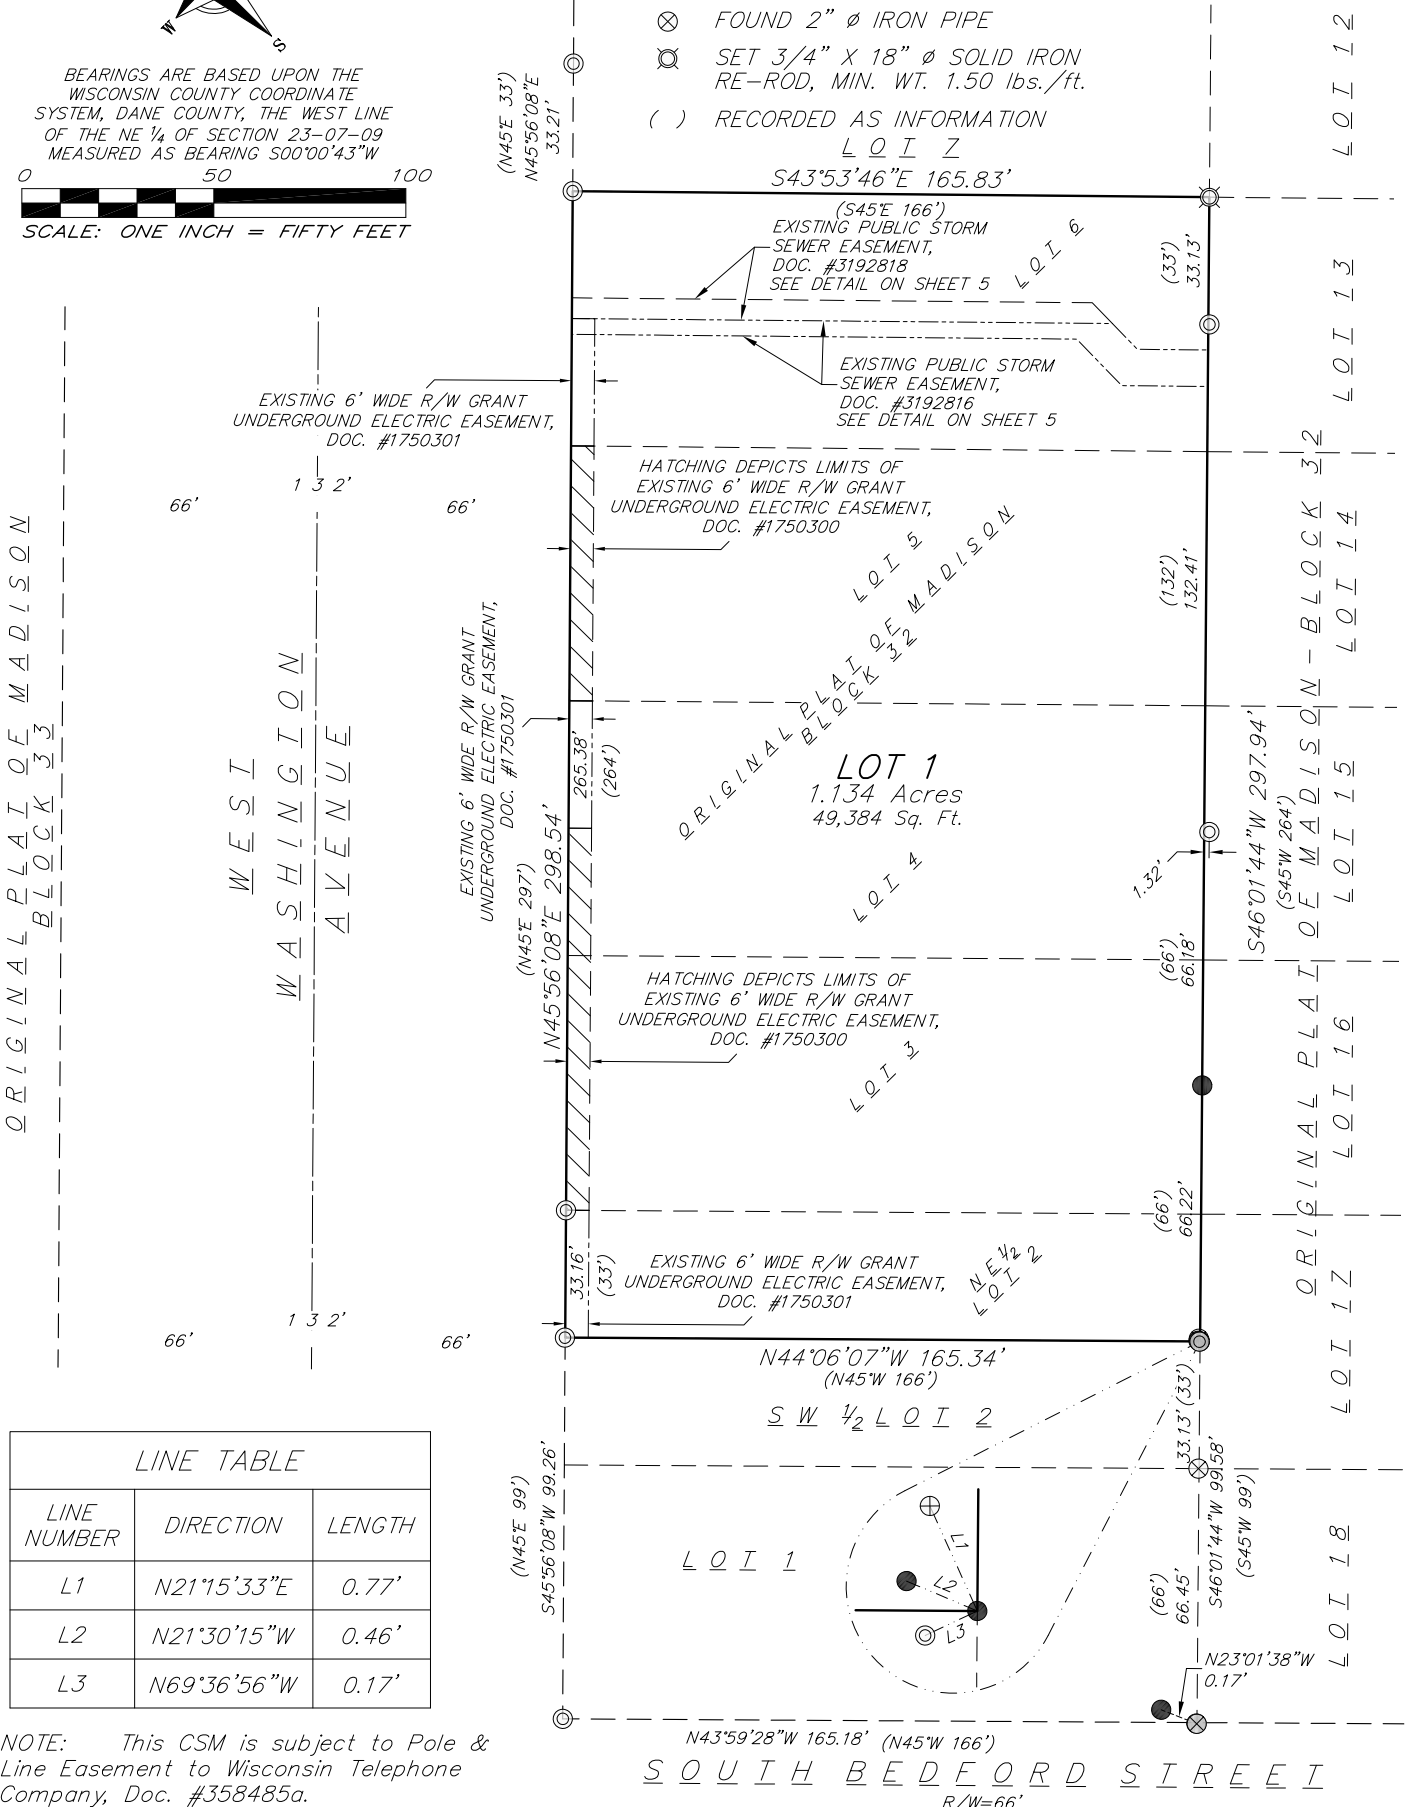 W
S
BEARINGS ARE BASED UPON THE
WISCONSIN COUNTY COORDINATE
SYSTEM, DANE COUNTY, THE WEST LINE
OF THE NE ¼ OF SECTION 23-07-09
MEASURED AS BEARING S00°00'43"W
0 50 100
SCALE: ONE INCH = FIFTY FEET
FOUND 2" ø IRON PIPE
SET 3/4" X 18" ø SOLID IRON
RE-ROD, MIN. WT. 1.50 lbs./ft.
( ) RECORDED AS INFORMATION
LOT 7
S43°53'46"E 165.83'
(S45°E 166')
(N45°E 33')
N45°56'08"E
33.21'
EXISTING PUBLIC STORM
SEWER EASEMENT,
DOC. #3192818
SEE DETAIL ON SHEET 5
LOT 6
(33')
33.13'
EXISTING PUBLIC STORM
SEWER EASEMENT,
DOC. #3192816
SEE DETAIL ON SHEET 5
EXISTING 6' WIDE R/W GRANT
UNDERGROUND ELECTRIC EASEMENT,
DOC. #1750301
132'
66'
66'
HATCHING DEPICTS LIMITS OF
EXISTING 6' WIDE R/W GRANT
UNDERGROUND ELECTRIC EASEMENT,
DOC. #1750300
LOT 5
ORIGINAL PLAT OF MADISON
BLOCK 32
(132')
132.41'
EXISTING 6' WIDE R/W GRANT
UNDERGROUND ELECTRIC EASEMENT,
DOC. #1750301
265.38'
(264')
LOT 1
1.134 Acres
49,384 Sq. Ft.
ORIGINAL PLAT OF MADISON
BLOCK 33
WEST
WASHINGTON
AVENUE
(N45°E 297')
N45°56'08"E 298.54'
LOT 4
1.32'
S46°01'44"W 297.94'
(S45°W 264')
(66')
66.18'
HATCHING DEPICTS LIMITS OF
EXISTING 6' WIDE R/W GRANT
UNDERGROUND ELECTRIC EASEMENT,
DOC. #1750300
LOT 3
(66')
66.22'
33.16'
(33')
EXISTING 6' WIDE R/W GRANT
UNDERGROUND ELECTRIC EASEMENT,
DOC. #1750301
NE ½
LOT 2
132'
66'
66'
N44°06'07"W 165.34'
(N45°W 166')
SW ½ LOT 2
33.13' (33')
LOT 12
LOT 13
LOT 14
LOT 15
LOT 16
LOT 17
LOT 18
ORIGINAL PLAT OF MADISON-BLOCK 32
LINE TABLE
LINE NUMBER DIRECTION LENGTH
L1 N21°15'33"E 0.77'
L2 N21°30'15"W 0.46'
L3 N69°36'56"W 0.17'
(N45°E 99')
S45°56'08"W 99.26'
LOT 1
L1
L2
L3
S46°01'44"W 99.58'
(S45°W 99')
(66')
66.45'
N23°01'38"W
0.17'
N43°59'28"W 165.18' (N45°W 166')
SOUTH BEDFORD STREET
R/W=66'
NOTE: This CSM is subject to Pole &
Line Easement to Wisconsin Telephone
Company, Doc. #358485a.